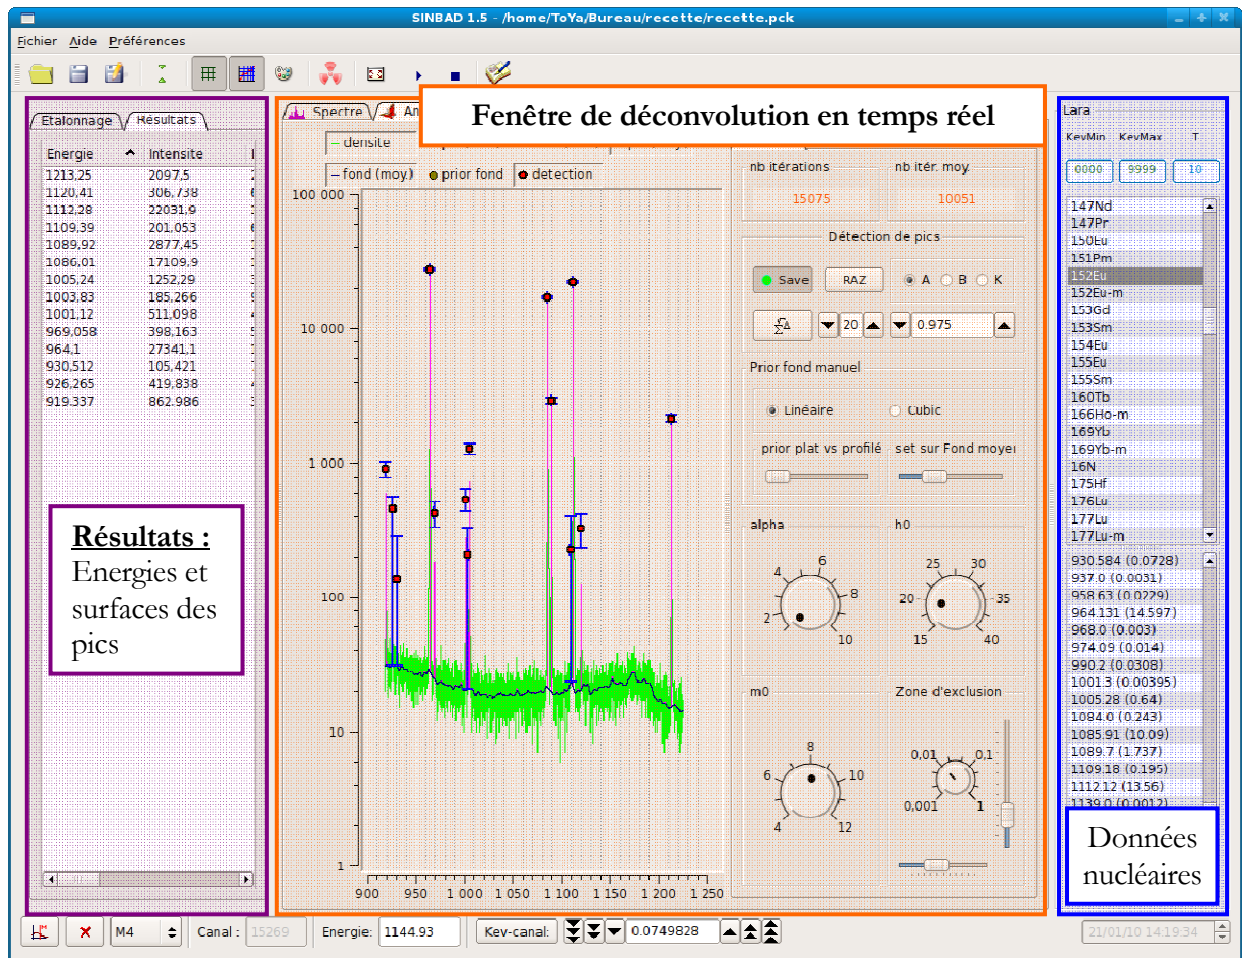 SINBAD 1.5 - /home/ToYa/Bureau/recette/recette.pck
Fichier Aide Préférences
Etalonnage Résultats
Energie Intensite
1213,25 2097,5
1120,41 306,738
1112,28 22031,9
1109,39 201,053
1089,92 2877,45
1086,01 17109,9
1005,24 1252,29
1003,83 185,266
1001,12 511,098
969,058 398,163
964,1 27341,1
930,512 105,421
926,265 419,838
919,337 862,986
Résultats :
Energies et
surfaces des
pics
Fenêtre de déconvolution en temps réel
Spectre
densite
fond (moy) prior fond detection
100 000
10 000
1 000
100
10
1
900 950 1 000 1 050 1 100 1 150 1 200 1 250
nb itérations nb itér. moy.
15075 10051
Détection de pics
Save RAZ A B K
20 0.975
Prior fond manuel
Linéaire Cubic
prior plat vs profilé set sur Fond moyen
alpha h0
2 4 6 8 10
15 20 25 30 35 40
m0 Zone d'exclusion
4 6 8 10 12
0,001 0,01 0,1 1
Lara
KevMin KevMax T
0000 9999 10
147Nd
147Pr
150Eu
151Pm
152Eu
152Eu-m
153Gd
153Sm
154Eu
155Eu
155Sm
160Tb
166Ho-m
169Yb
169Yb-m
16N
175Hf
176Lu
177Lu
177Lu-m
930.584 (0.0728)
937.0 (0.0031)
958.63 (0.0229)
964.131 (14.597)
968.0 (0.003)
974.09 (0.014)
990.2 (0.0308)
1001.3 (0.00395)
1005.28 (0.64)
1084.0 (0.243)
1085.91 (10.09)
1089.7 (1.737)
1109.18 (0.195)
1112.12 (13.56)
1139.0 (0.0012)
Données
nucléaires
M4 Canal : 15269 Energie: 1144.93 Kev-canal: 0.0749828 21/01/10 14:19:34